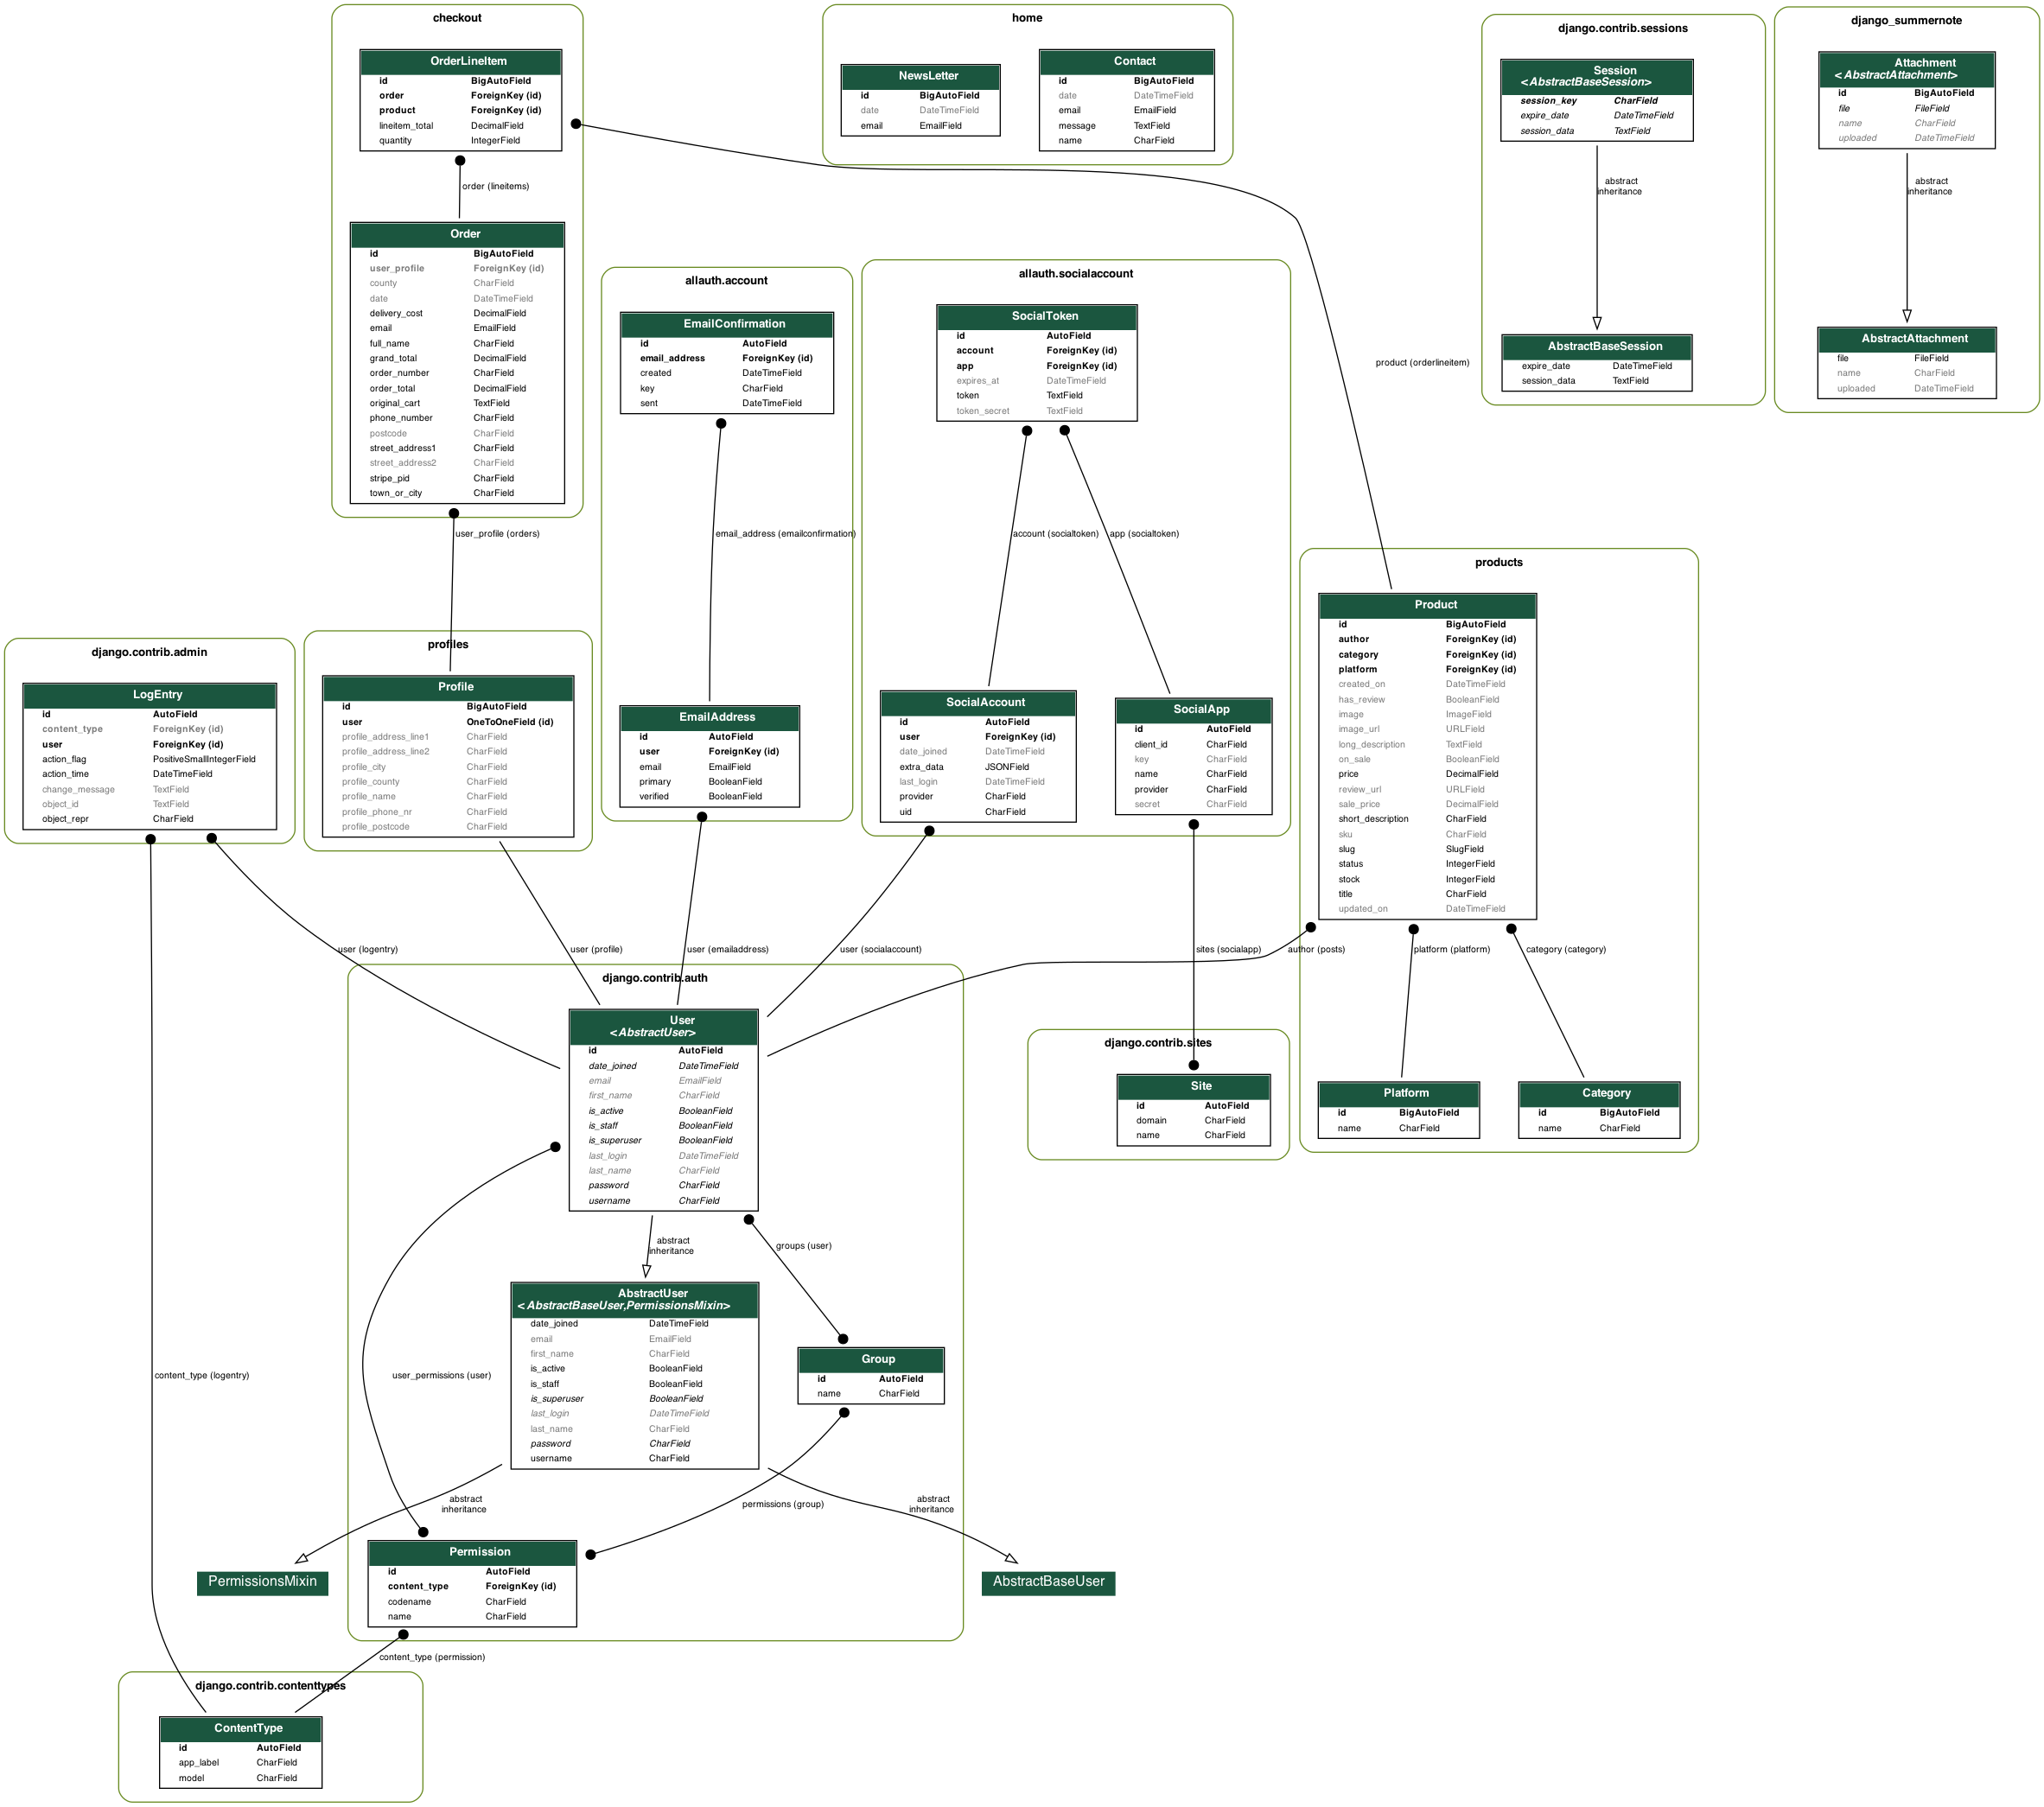 checkout
OrderLineItem
id BigAutoField
order ForeignKey (id)
product ForeignKey (id)
lineitem_total DecimalField
quantity IntegerField
order (lineitems)
Order
id BigAutoField
user_profile ForeignKey (id)
county CharField
date DateTimeField
delivery_cost DecimalField
email EmailField
full_name CharField
grand_total DecimalField
order_number CharField
order_total DecimalField
original_cart TextField
phone_number CharField
postcode CharField
street_address1 CharField
street_address2 CharField
stripe_pid CharField
town_or_city CharField
user_profile (orders)
home
NewsLetter
id BigAutoField
date DateTimeField
email EmailField
Contact
id BigAutoField
date DateTimeField
email EmailField
message TextField
name CharField
django.contrib.sessions
Session
<AbstractBaseSession>
session_key CharField
expire_date DateTimeField
session_data TextField
abstract
inheritance
AbstractBaseSession
expire_date DateTimeField
session_data TextField
django_summernote
Attachment
<AbstractAttachment>
id BigAutoField
file FileField
name CharField
uploaded DateTimeField
abstract
inheritance
AbstractAttachment
file FileField
name CharField
uploaded DateTimeField
allauth.account
EmailConfirmation
id AutoField
email_address ForeignKey (id)
created DateTimeField
key CharField
sent DateTimeField
email_address (emailconfirmation)
EmailAddress
id AutoField
user ForeignKey (id)
email EmailField
primary BooleanField
verified BooleanField
allauth.socialaccount
SocialToken
id AutoField
account ForeignKey (id)
app ForeignKey (id)
expires_at DateTimeField
token TextField
token_secret TextField
account (socialtoken)
app (socialtoken)
SocialAccount
id AutoField
user ForeignKey (id)
date_joined DateTimeField
extra_data JSONField
last_login DateTimeField
provider CharField
uid CharField
SocialApp
id AutoField
client_id CharField
key CharField
name CharField
provider CharField
secret CharField
product (orderlineitem)
products
Product
id BigAutoField
author ForeignKey (id)
category ForeignKey (id)
platform ForeignKey (id)
created_on DateTimeField
has_review BooleanField
image ImageField
image_url URLField
long_description TextField
on_sale BooleanField
price DecimalField
review_url URLField
sale_price DecimalField
short_description CharField
sku CharField
slug SlugField
status IntegerField
stock IntegerField
title CharField
updated_on DateTimeField
author (posts)
platform (platform)
category (category)
Platform
id BigAutoField
name CharField
Category
id BigAutoField
name CharField
django.contrib.admin
LogEntry
id AutoField
content_type ForeignKey (id)
user ForeignKey (id)
action_flag PositiveSmallIntegerField
action_time DateTimeField
change_message TextField
object_id TextField
object_repr CharField
profiles
Profile
id BigAutoField
user OneToOneField (id)
profile_address_line1 CharField
profile_address_line2 CharField
profile_city CharField
profile_county CharField
profile_name CharField
profile_phone_nr CharField
profile_postcode CharField
user (logentry)
user (profile)
user (emailaddress)
user (socialaccount)
sites (socialapp)
django.contrib.sites
Site
id AutoField
domain CharField
name CharField
django.contrib.auth
User
<AbstractUser>
id AutoField
date_joined DateTimeField
email EmailField
first_name CharField
is_active BooleanField
is_staff BooleanField
is_superuser BooleanField
last_login DateTimeField
last_name CharField
password CharField
username CharField
abstract
inheritance
groups (user)
AbstractUser
<AbstractBaseUser,PermissionsMixin>
date_joined DateTimeField
email EmailField
first_name CharField
is_active BooleanField
is_staff BooleanField
is_superuser BooleanField
last_login DateTimeField
last_name CharField
password CharField
username CharField
Group
id AutoField
name CharField
content_type (logentry)
user_permissions (user)
abstract
inheritance
permissions (group)
abstract
inheritance
PermissionsMixin
Permission
id AutoField
content_type ForeignKey (id)
codename CharField
name CharField
AbstractBaseUser
content_type (permission)
django.contrib.contenttypes
ContentType
id AutoField
app_label CharField
model CharField